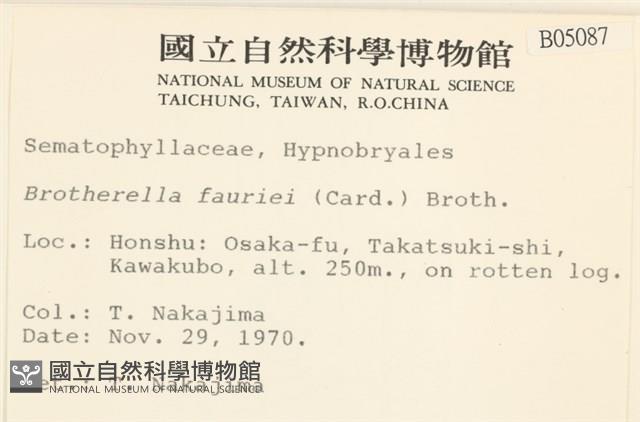 國立自然科學博物館
B05087
NATIONAL MUSEUM OF NATURAL SCIENCE
TAICHUNG, TAIWAN, R.O.CHINA
Sematophyllaceae, Hypnobryales
Brotherella fauriei (Card.) Broth.
Loc.: Honshu: Osaka-fu, Takatsuki-shi,
Kawakubo, alt. 250m., on rotten log.
Col.: T. Nakajima
Date: Nov. 29, 1970.
國立自然科學博物館
NATIONAL MUSEUM OF NATURAL SCIENCE
T. Nakajima